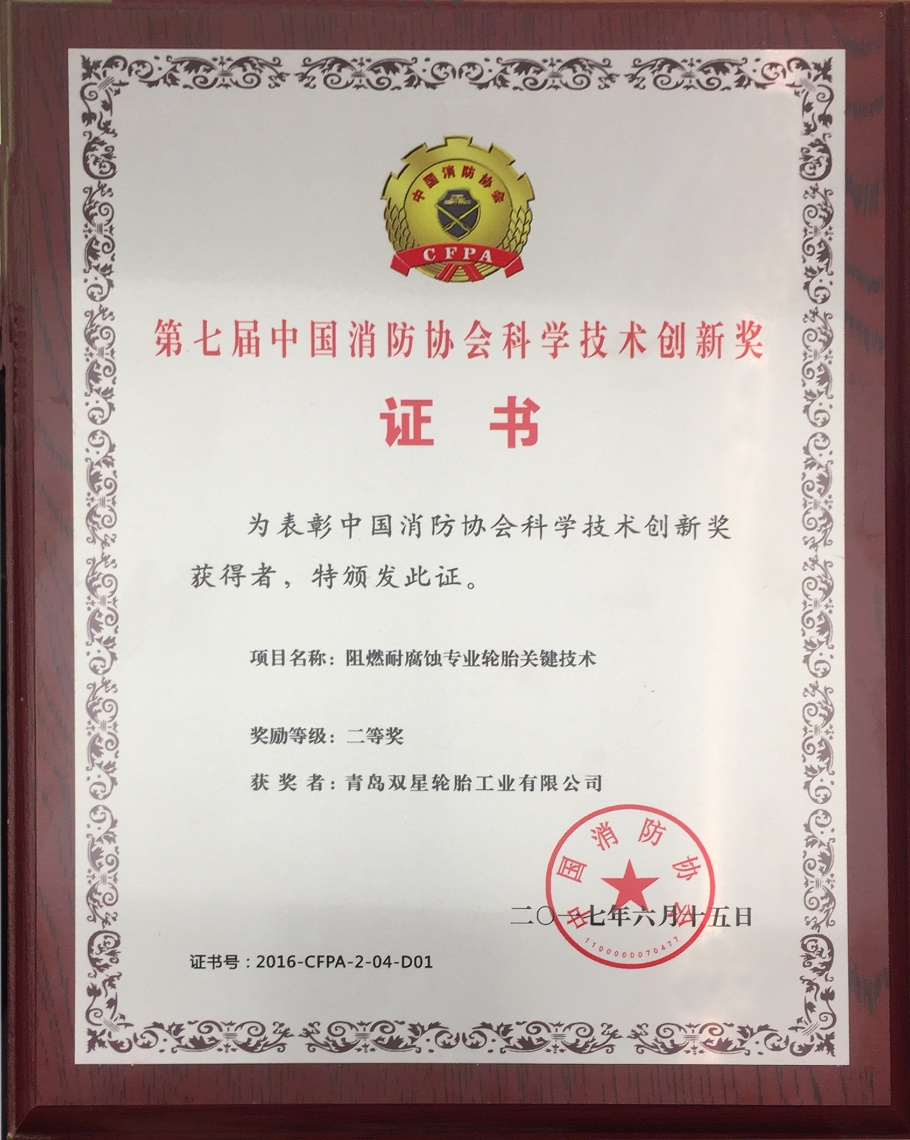 中国消防协会
CFPA
第七届中国消防协会科学技术创新奖
证 书
为表彰中国消防协会科学技术创新奖
获得者，特颁发此证。
项目名称：阻燃耐腐蚀专业轮胎关键技术
奖励等级：二等奖
获 奖 者：青岛双星轮胎工业有限公司
中国消防协会
二〇一七年六月十五日
1100000070477
证书号：2016-CFPA-2-04-D01